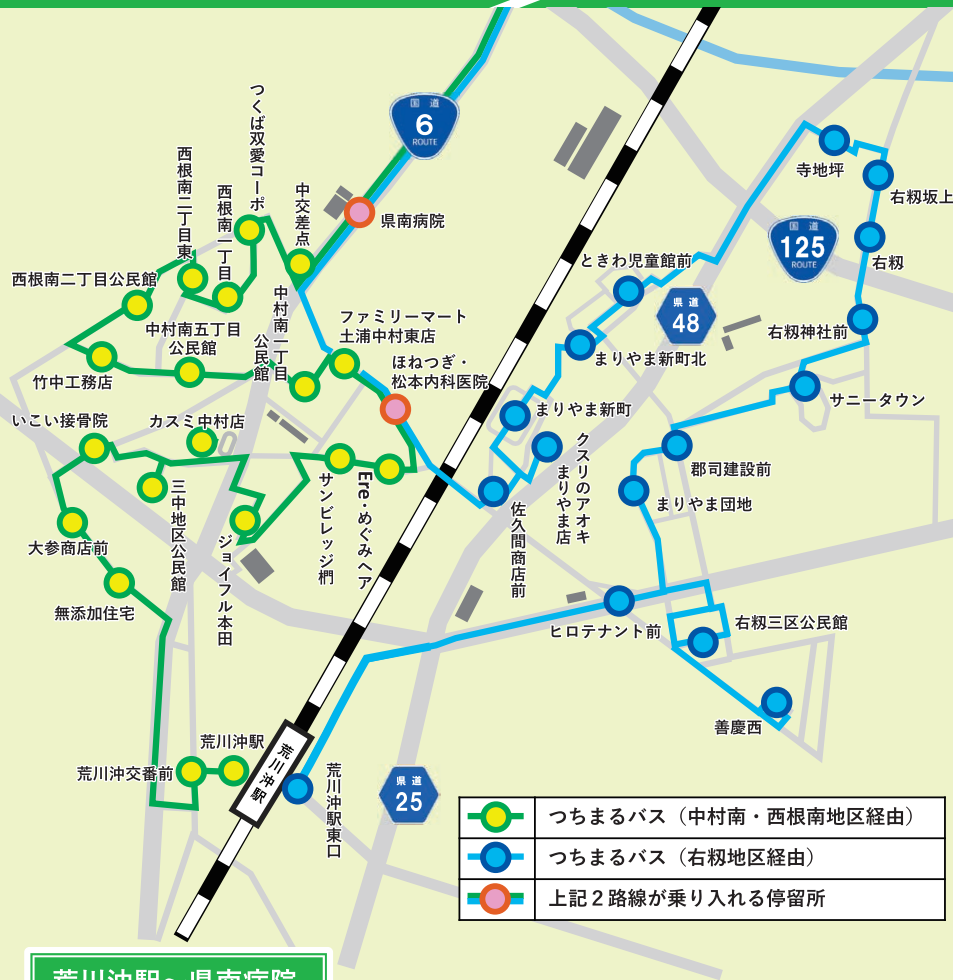 国道
6
ROUTE
つくば双愛コーポ
西根南二丁目東
西根南一丁目
中交差点
県南病院
寺地坪
右籾坂上
国道
125
ROUTE
右籾
西根南二丁目公民館
中村南一丁目
公民館
ときわ児童館前
県道
48
右籾神社前
中村南五丁目
公民館
ファミリーマート
土浦中村東店
ほねつぎ・
松本内科医院
まりやま新町北
竹中工務店
サニータウン
いこい接骨院
カスミ中村店
まりやま新町
クスリのアオキ
まりやま店
郡司建設前
まりやま団地
三中地区公民館
サンビレッジ椚
Ere・めぐみヘア
佐久間商店前
大参商店前
ジョイフル本田
無添加住宅
ヒロテナント前
右籾三区公民館
善慶西
荒川沖駅
荒川沖駅
荒川沖交番前
荒川沖駅東口
県道
25
つちまるバス（中村南・西根南地区経由）
つちまるバス（右籾地区経由）
上記２路線が乗り入れる停留所
荒川沖駅〜県南病院